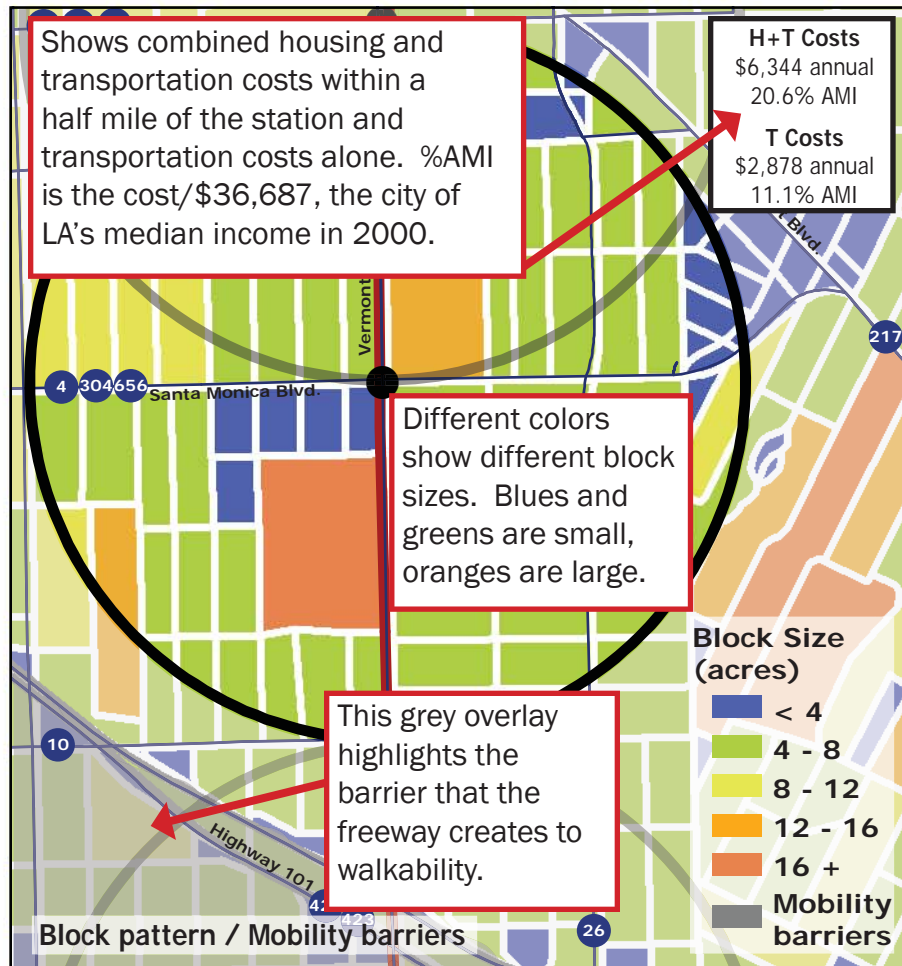 Shows combined housing and
transportation costs within a
half mile of the station and
transportation costs alone.  %AMI
is the cost/$36,687, the city of
LA's median income in 2000.
H+T Costs
$6,344 annual
20.6% AMI
T Costs
$2,878 annual
11.1% AMI
Blvd.
Vermont
217
4
304
656
Santa Monica Blvd.
Different colors
show different block
sizes.  Blues and
greens are small,
oranges are large.
This grey overlay
highlights the
barrier that the
freeway creates to
walkability.
10
Highway 101
423
26
Block Size
(acres)
< 4
4 - 8
8 - 12
12 - 16
16 +
Mobility
barriers
Block pattern / Mobility barriers